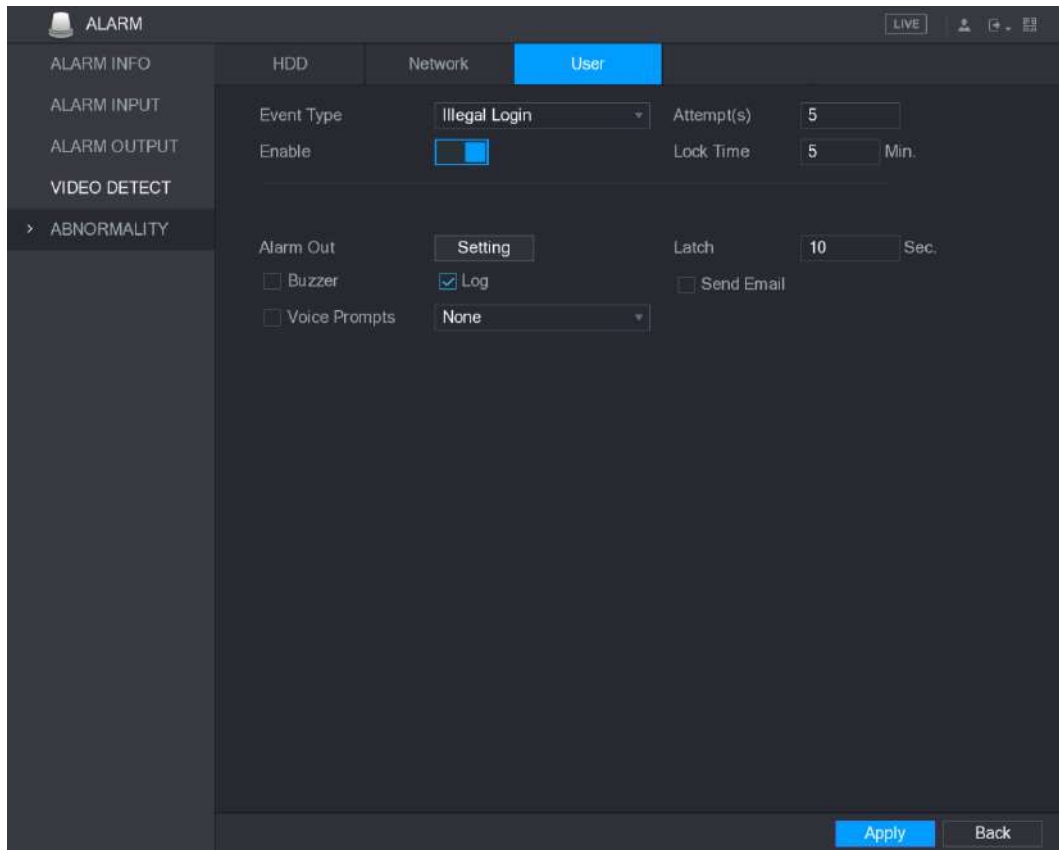 ALARM LIVE
ALARM INFO
ALARM INPUT
ALARM OUTPUT
VIDEO DETECT
> ABNORMALITY
HDD Network User
Event Type Illegal Login Attempt(s) 5
Enable Lock Time 5 Min.
Alarm Out Setting Latch 10 Sec.
Buzzer Log Send Email
Voice Prompts None
Apply Back